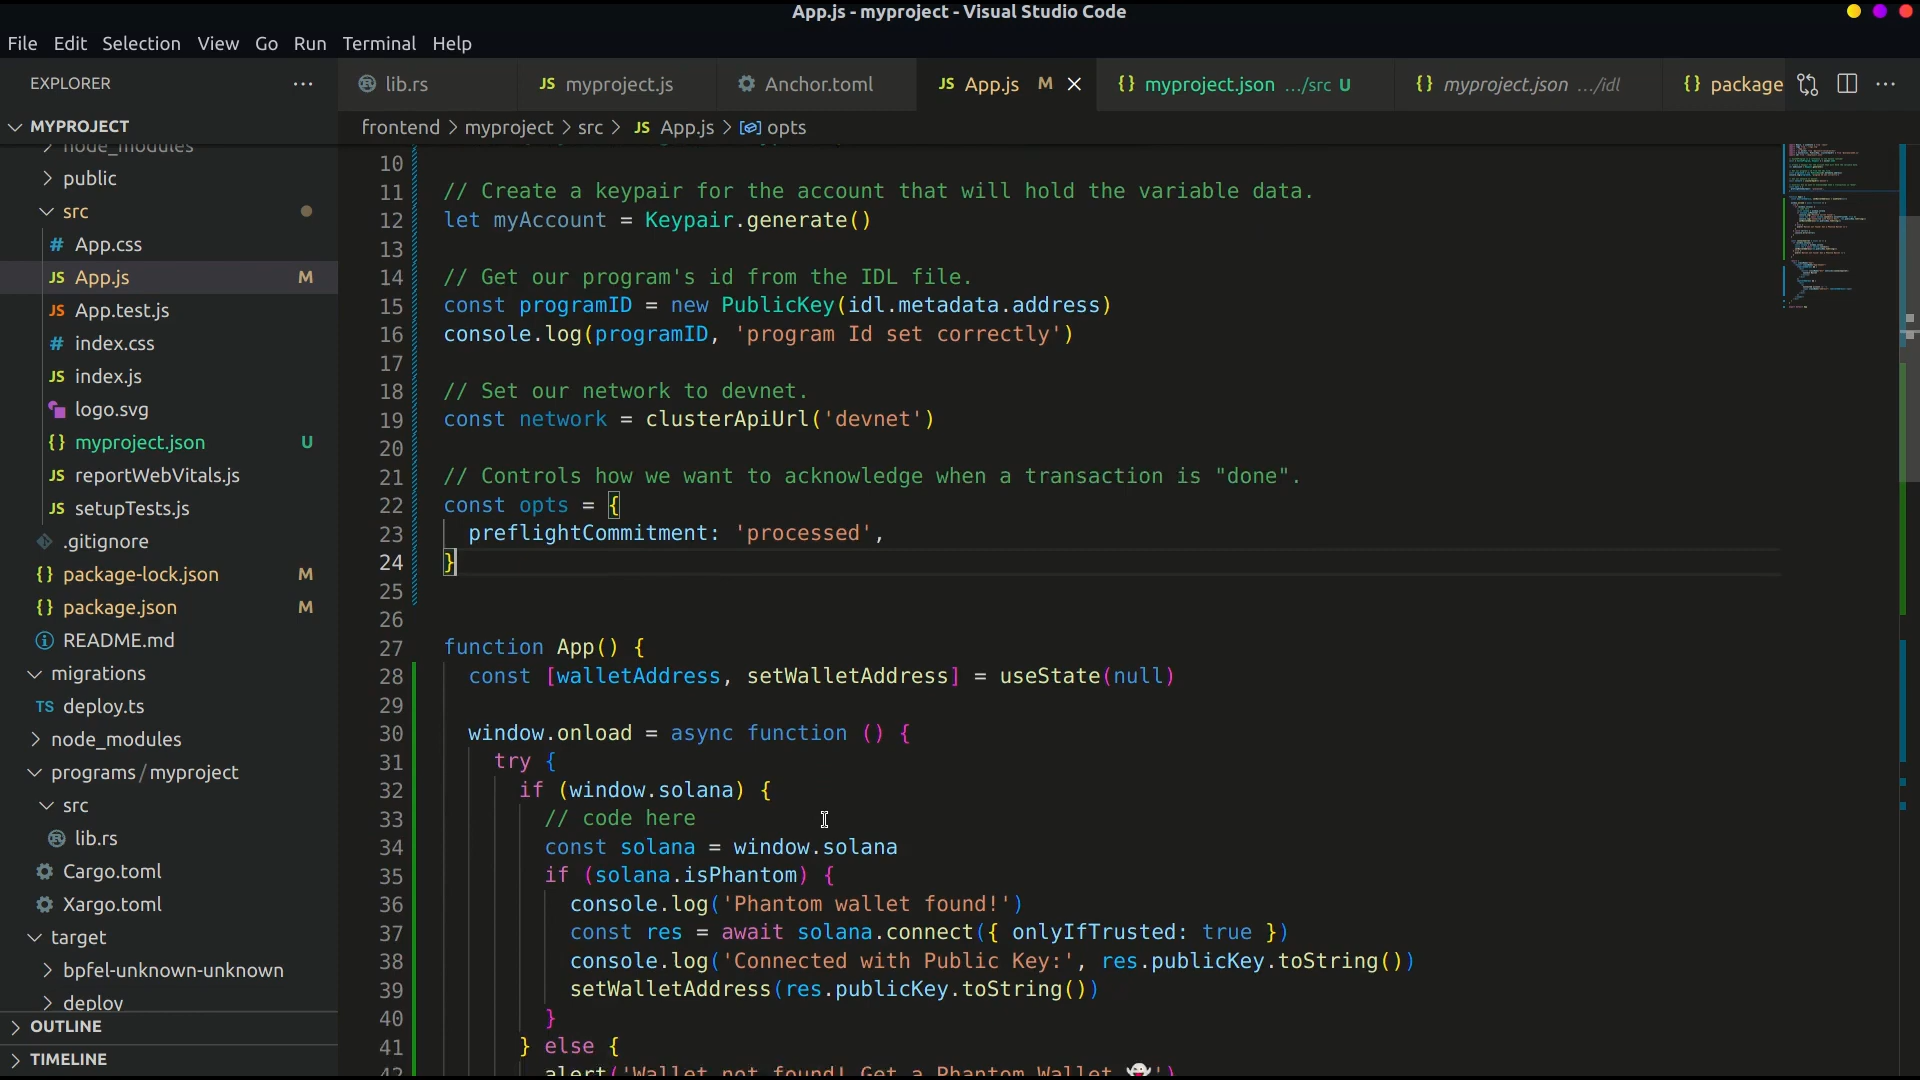 App.js - myproject - Visual Studio Code
File Edit Selection View Go Run Terminal Help
EXPLORER
MYPROJECT
node_modules
public
src
App.css
App.js M
App.test.js
index.css
index.js
logo.svg
myproject.json U
reportWebVitals.js
setupTests.js
.gitignore
package-lock.json M
package.json M
README.md
migrations
TS deploy.ts
node_modules
programs/myproject
src
lib.rs
Cargo.toml
Xargo.toml
target
bpfel-unknown-unknown
deploy
OUTLINE
TIMELINE
lib.rs JS myproject.js Anchor.toml JS App.js M {} myproject.json .../src U {} myproject.json .../idl {} package
frontend > myproject > src > JS App.js > opts
10
11 // Create a keypair for the account that will hold the variable data.
12 let myAccount = Keypair.generate()
13
14 // Get our program's id from the IDL file.
15 const programID = new PublicKey(idl.metadata.address)
16 console.log(programID, 'program Id set correctly')
17
18 // Set our network to devnet.
19 const network = clusterApiUrl('devnet')
20
21 // Controls how we want to acknowledge when a transaction is "done".
22 const opts = {
23 preflightCommitment: 'processed',
24 }
25
26
27 function App() {
28 const [walletAddress, setWalletAddress] = useState(null)
29
30 window.onload = async function () {
31 try {
32 if (window.solana) {
33 // code here
34 const solana = window.solana
35 if (solana.isPhantom) {
36 console.log('Phantom wallet found!')
37 const res = await solana.connect({ onlyIfTrusted: true })
38 console.log('Connected with Public Key:', res.publicKey.toString())
39 setWalletAddress(res.publicKey.toString())
40 }
41 } else {
42 alert('Wallet not found! Get a Phantom Wallet 👻')